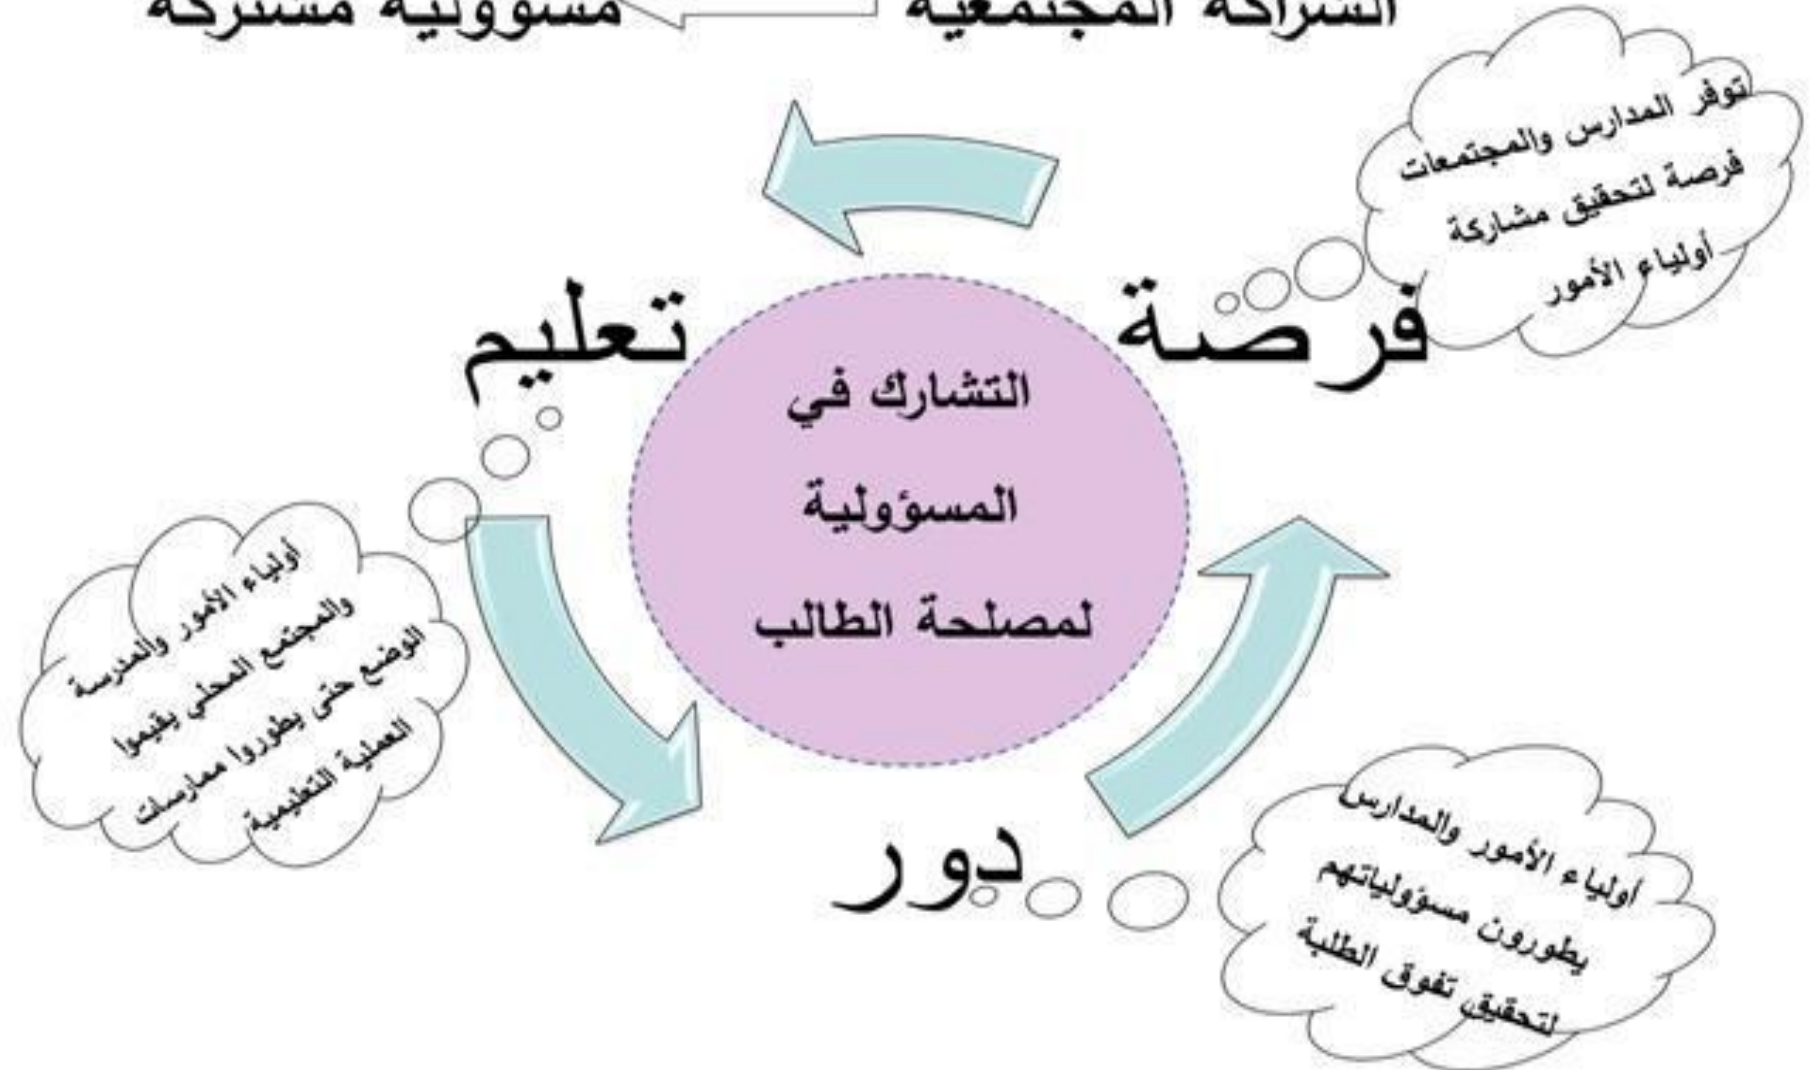 الشراكة المجتمعية
مسؤولية مشتركة
توفر المدارس والمجتمعات
فرصة لتحقيق مشاركة
أولياء الأمور
فرصة
تعليم
التشارك في
المسؤولية
لمصلحة الطالب
أولياء الأمور والمدرسة
والمجتمع المحلي يقيموا
الوضع حتى يطوروا ممارسات
العملية التعليمية
دور
أولياء الأمور والمدارس
يطورون مسؤولياتهم
لتحقيق تفوق الطلبة